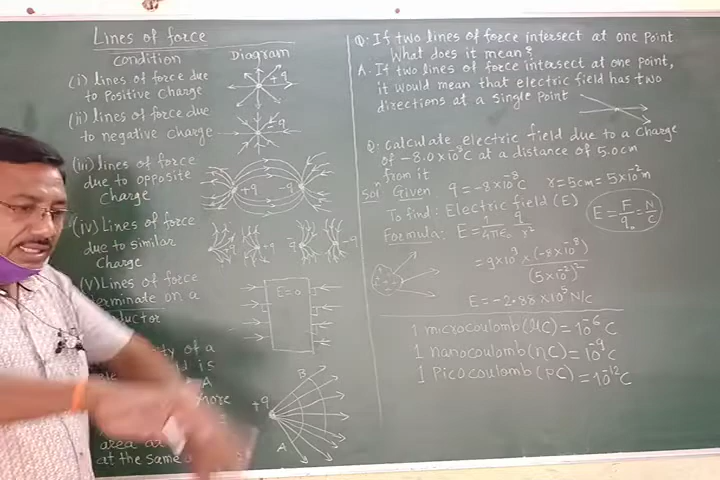 Lines of force
Condition Diagram
(i) lines of force due
to positive charge
+q
(ii) lines of force due
to negative charge
-q
(iii) lines of force
due to opposite
Charge
+q -q
(iv) Lines of force
due to similar
Charge
+q +q -q -q
(V) Lines of force
terminate on a
E=0
of a
is
A
more
area
at the same
+q
B
A
Q: If two lines of force intersect at one point.
What does it mean?
A: If two lines of force intersect at one point,
it would mean that electric field has two
directions at a single point
Q: calculate electric field due to a charge
of -8.0×10⁻⁸C at a distance of 5.0cm
from it
Solⁿ Given q = -8×10⁻⁸C r = 5cm = 5×10⁻²m
To find: Electric field (E)
E = F/q₀ = N/C
Formula: E = 1/4πε₀ q/r²
= 9×10⁹ × (-8×10⁻⁸)/(5×10⁻²)²
E = -2.88×10⁵ N/C
1 microcoulomb (μC) = 10⁻⁶ C
1 nanocoulomb (nC) = 10⁻⁹ C
1 Picocoulomb (PC) = 10⁻¹² C